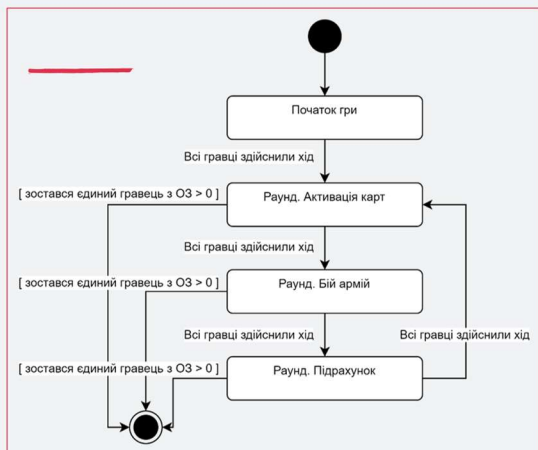 Початок гри
Всі гравці здійснили хід
[ зостався єдиний гравець з ОЗ > 0 ]
Раунд. Активація карт
Всі гравці здійснили хід
[ зостався єдиний гравець з ОЗ > 0 ]
Раунд. Бій армій
Всі гравці здійснили хід
Всі гравці здійснили хід
[ зостався єдиний гравець з ОЗ > 0 ]
Раунд. Підрахунок